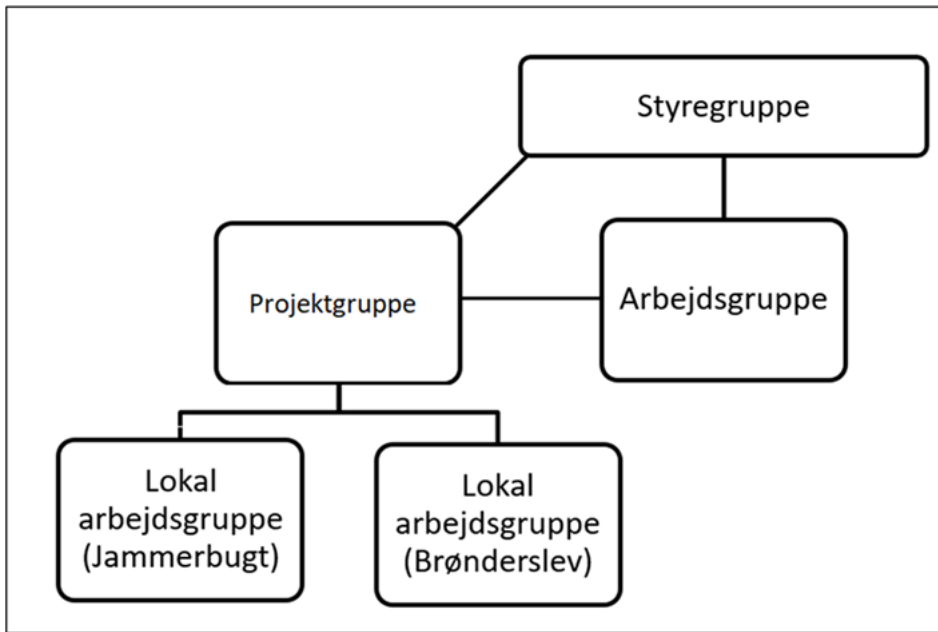 Styregruppe
Projektgruppe
Arbejdsgruppe
Lokal
arbejdsgruppe
(Jammerbugt)
Lokal
arbejdsgruppe
(Brønderslev)